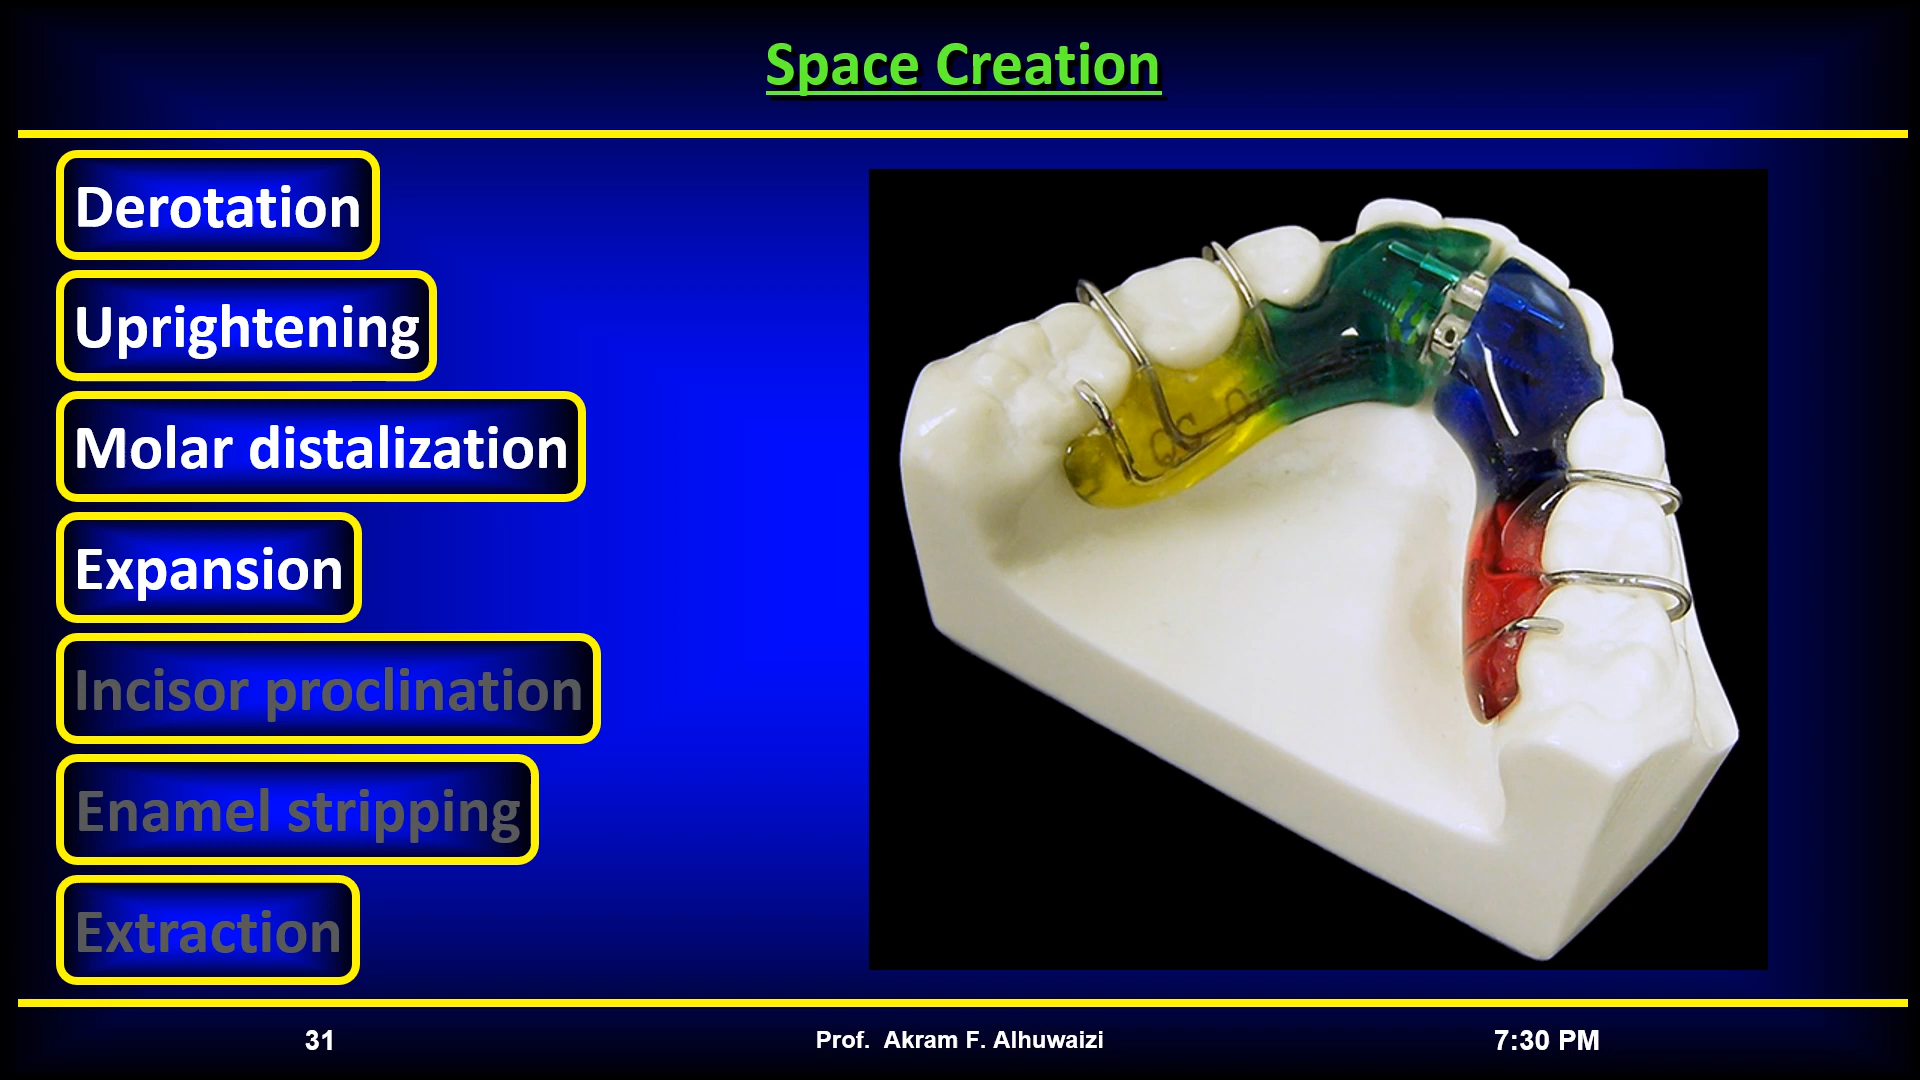 Space Creation
Derotation
Uprightening
Molar distalization
Expansion
Incisor proclination
Enamel stripping
Extraction
31
Prof. Akram F. Alhuwaizi
7:30 PM